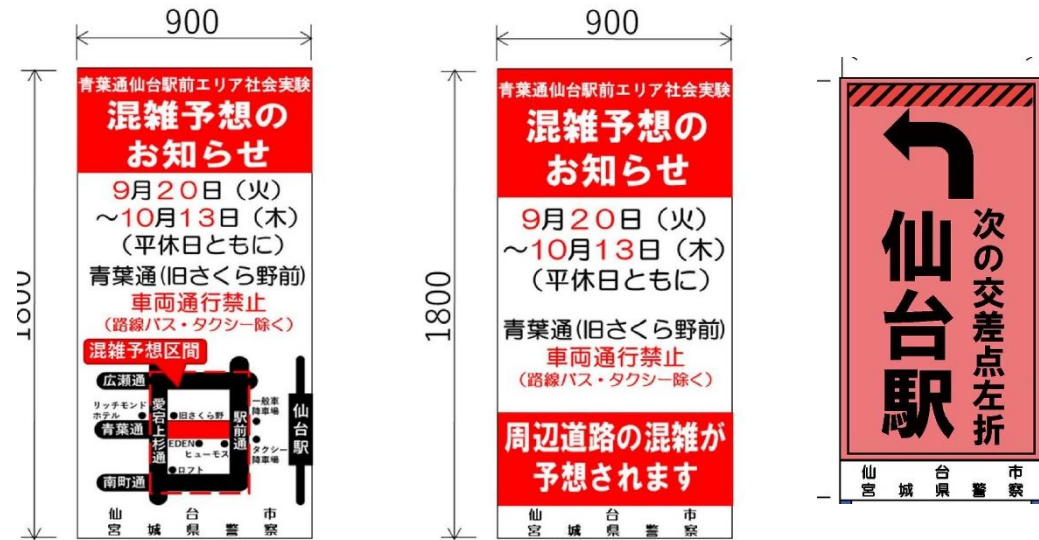 900
1800
青葉通仙台駅前エリア社会実験
混雑予想の
お知らせ
9月20日（火）
～10月13日（木）
（平休日ともに）
青葉通(旧さくら野前)
車両通行禁止
（路線バス・タクシー除く）
混雑予想区間
広瀬通
リッチモンド
ホテル
青葉通
南町通
愛宕上杉通
旧さくら野
EDEN
ヒューモス
ロフト
駅前通
一般車
降車場
タクシー
降車場
仙台駅
仙台市
宮城県警察
900
1800
青葉通仙台駅前エリア社会実験
混雑予想の
お知らせ
9月20日（火）
～10月13日（木）
（平休日ともに）
青葉通(旧さくら野前)
車両通行禁止
（路線バス・タクシー除く）
周辺道路の混雑が
予想されます
仙台市
宮城県警察
次の交差点左折
仙台駅
仙台市
宮城県警察